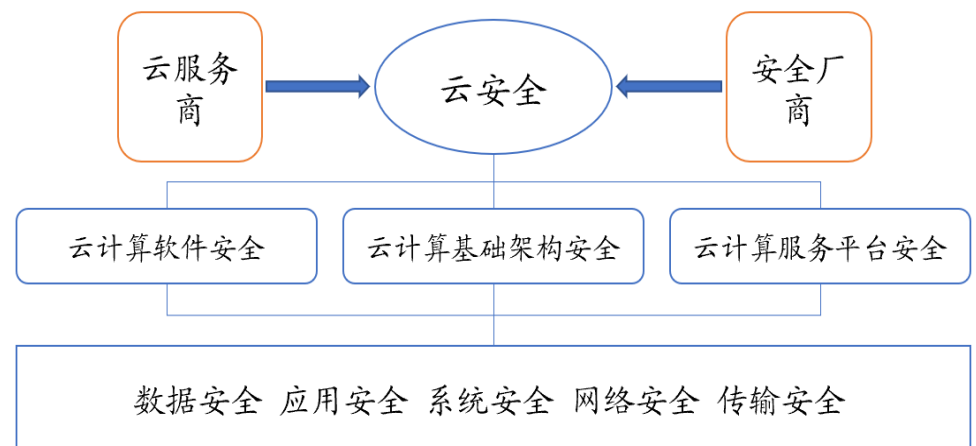 云服务
商
云安全
安全厂
商
云计算软件安全
云计算基础架构安全
云计算服务平台安全
数据安全 应用安全 系统安全 网络安全 传输安全